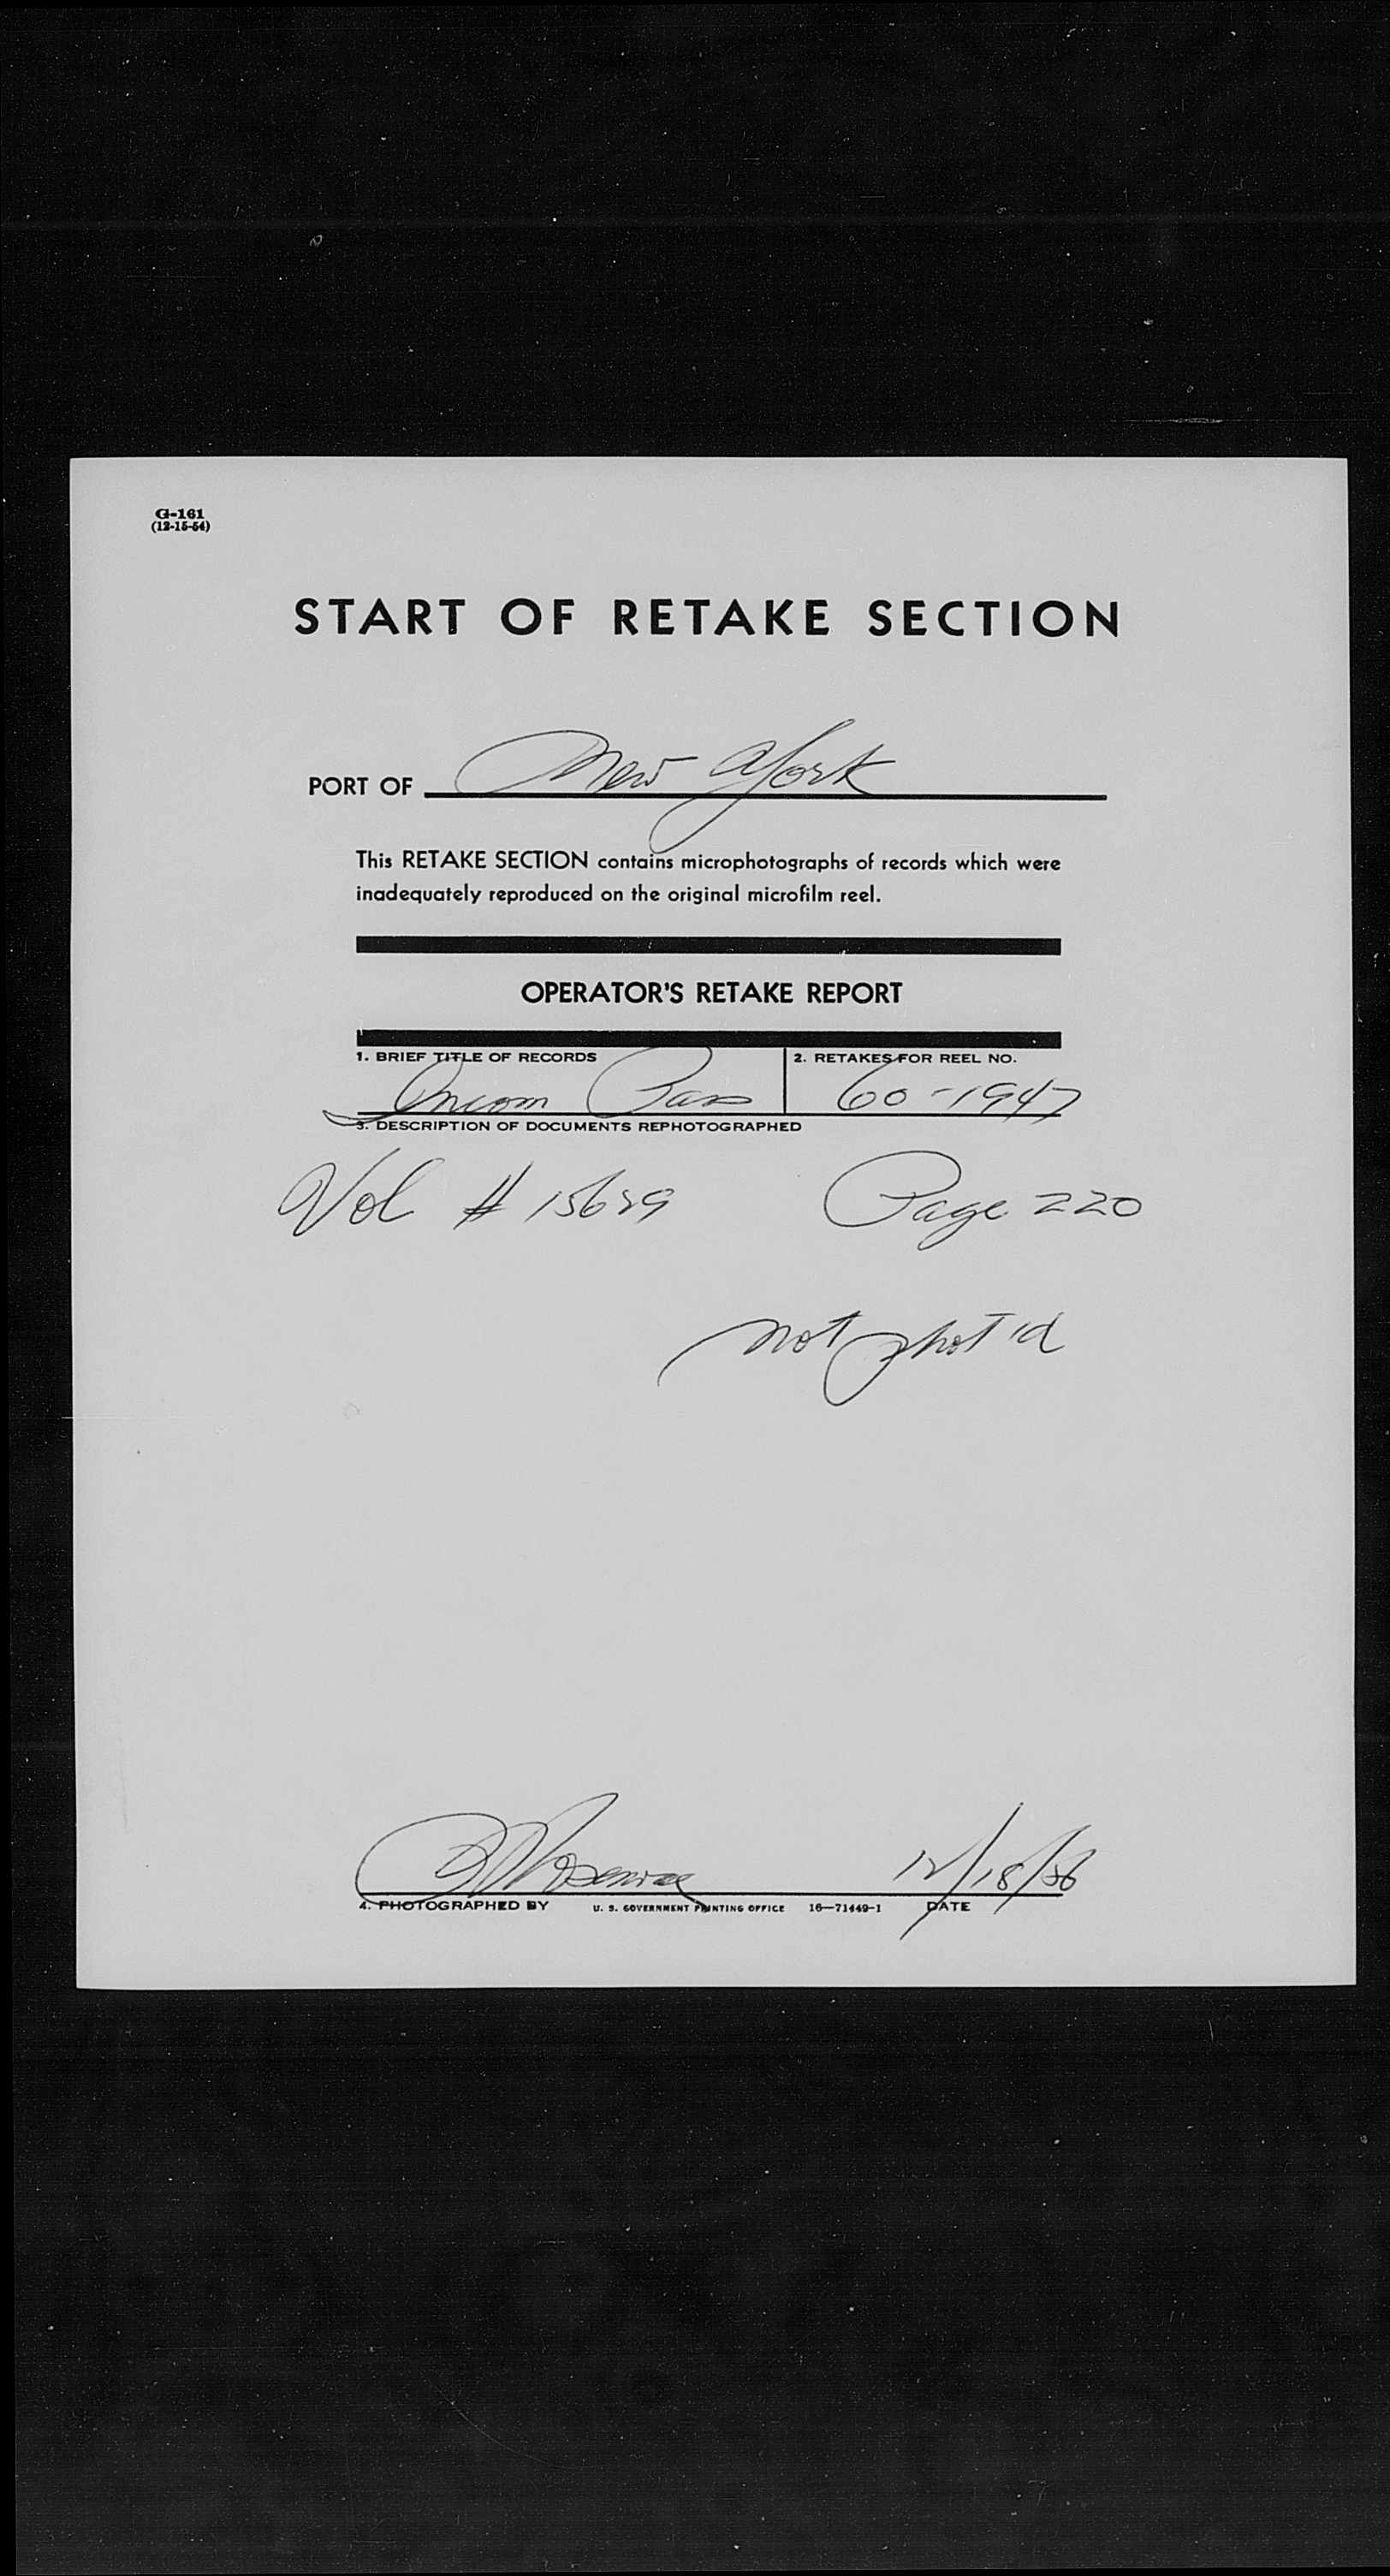 G-161
(12-15-54)
START OF RETAKE SECTION
PORT OF New York
This RETAKE SECTION contains microphotographs of records which were
inadequately reproduced on the original microfilm reel.
OPERATOR'S RETAKE REPORT
1. BRIEF TITLE OF RECORDS 2. RETAKES FOR REEL NO.
Incom Pass 60-1947
3. DESCRIPTION OF DOCUMENTS REPHOTOGRAPHED
Vol # Page 220
not phot'd
12/18/56
4. PHOTOGRAPHED BY U. S. GOVERNMENT PRINTING OFFICE 16—71449-1 DATE